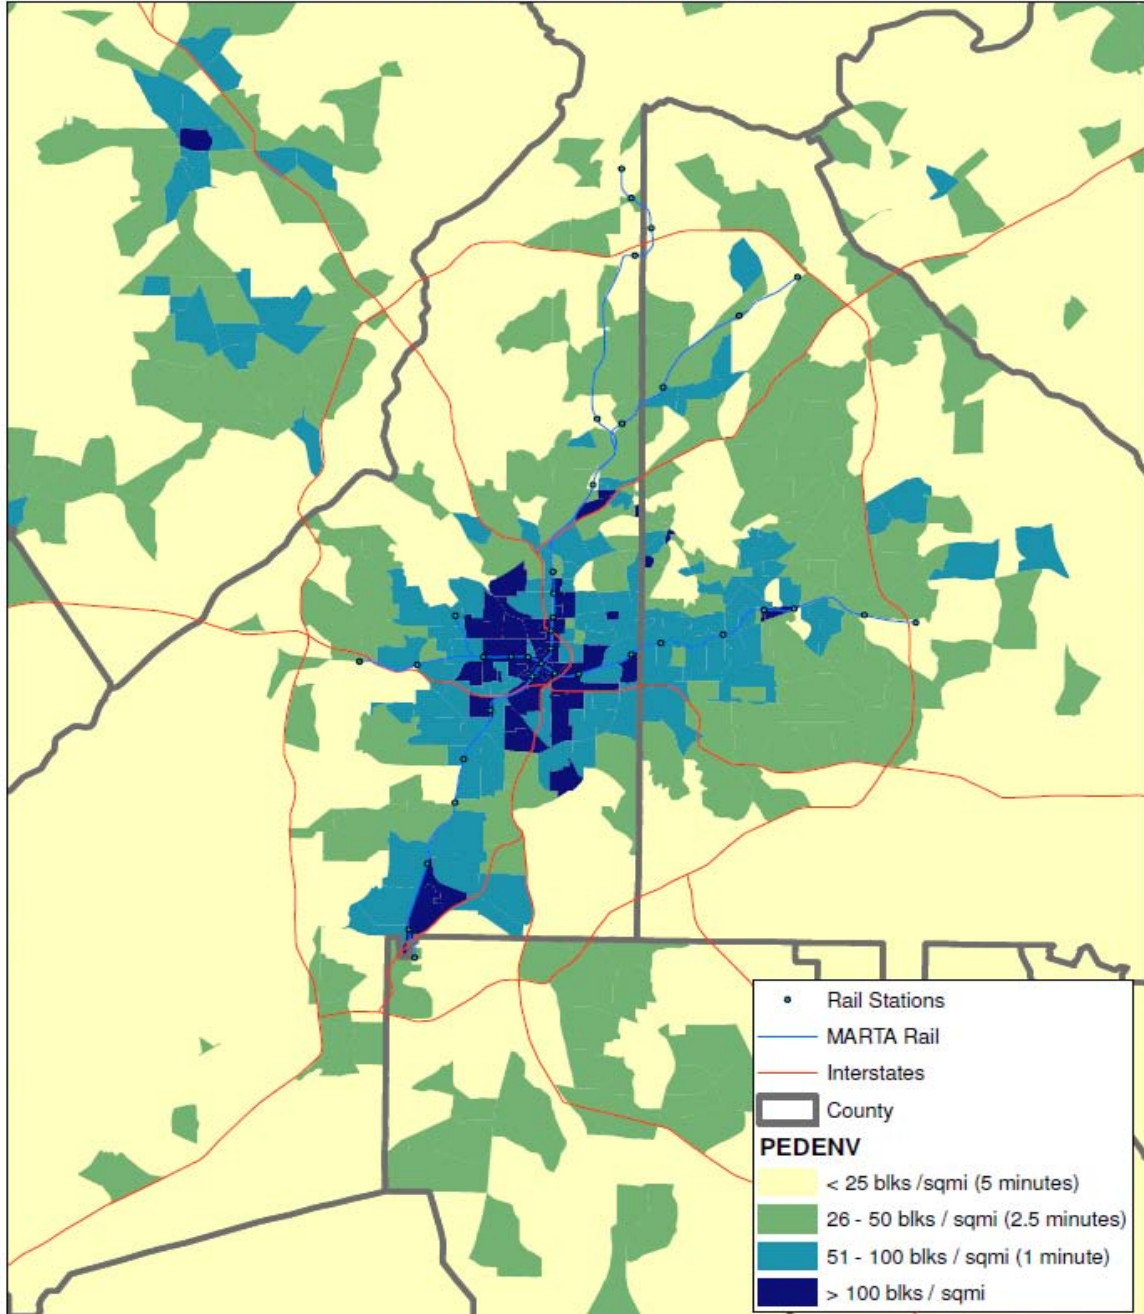 Rail Stations
MARTA Rail
Interstates
County
PEDENV
< 25 blks /sqmi (5 minutes)
26 - 50 blks / sqmi (2.5 minutes)
51 - 100 blks / sqmi (1 minute)
> 100 blks / sqmi